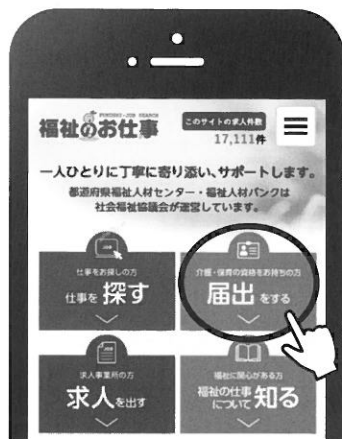 FUKUSHI-JOB SEARCH
福祉のお仕事
このサイトの求人件数
17,111件
一人ひとりに丁寧に寄り添い、サポートします。
都道府県福祉人材センター・福祉人材バンクは
社会福祉協議会が運営しています。
JOB
仕事をお探しの方
仕事を 探す
介護・保育の資格をお持ちの方
届出をする
求人事業所の方
求人を出す
福祉に関心がある方
福祉の仕事
について 知る